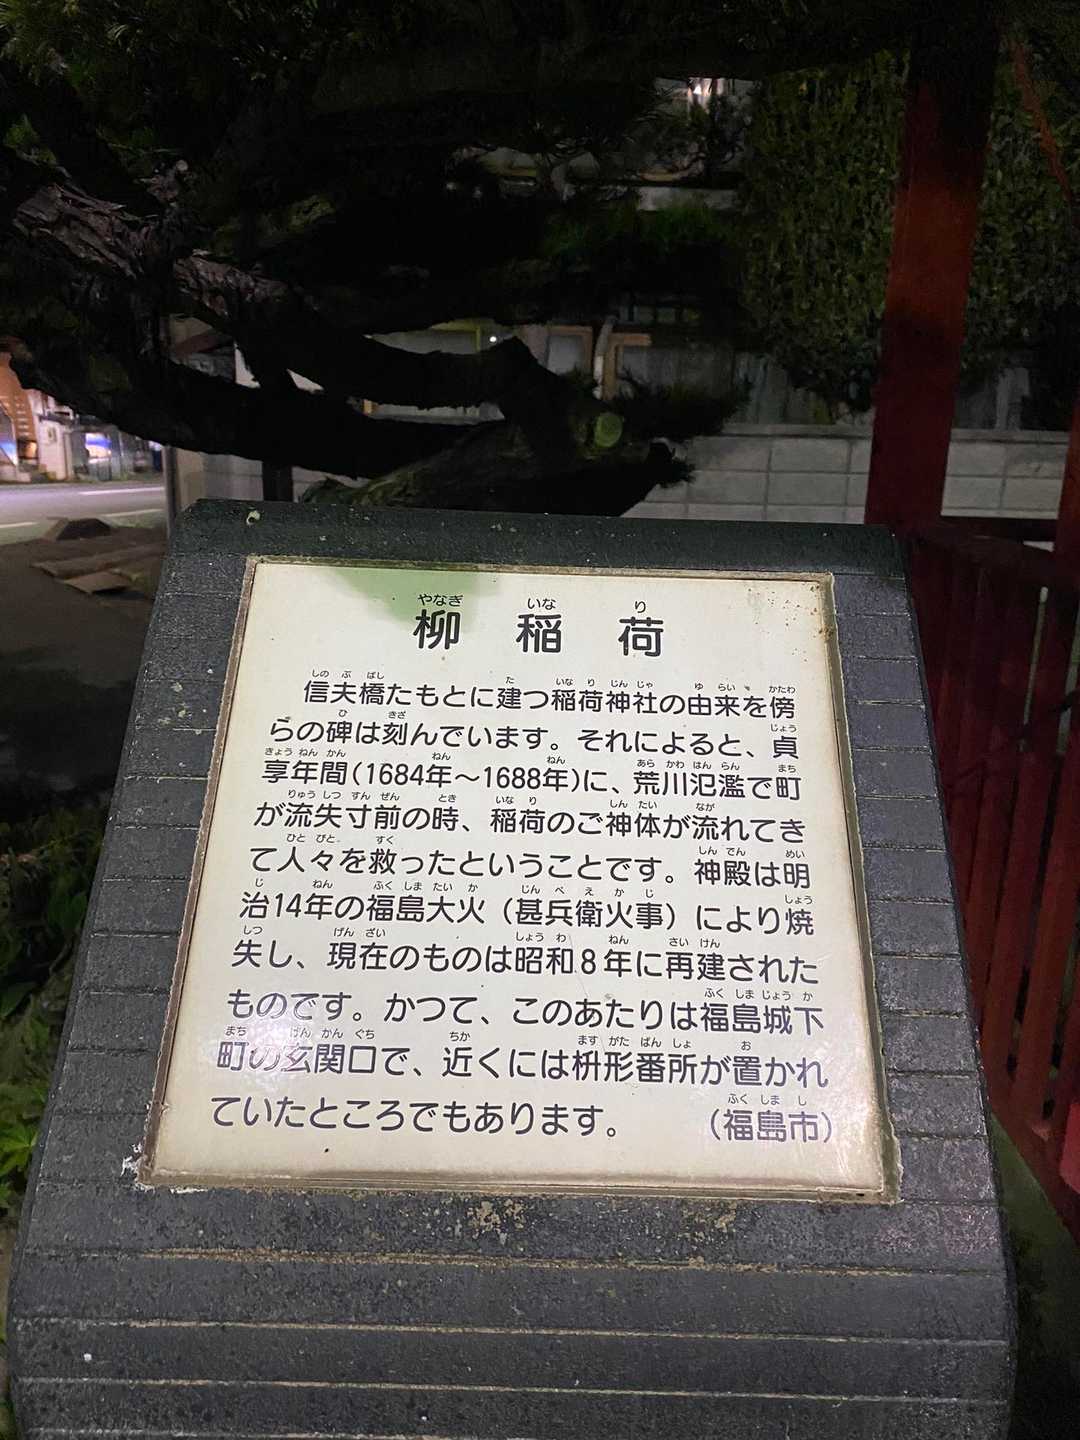 柳稲荷
信夫橋たもとに建つ稲荷神社の由来を傍
らの碑は刻んでいます。それによると、貞
享年間(1684年～1688年)に、荒川氾濫で町
が流失寸前の時、稲荷のご神体が流れてき
て人々を救ったということです。神殿は明
治14年の福島大火（甚兵衛火事）により焼
失し、現在のものは昭和8年に再建された
ものです。かつて、このあたりは福島城下
町の玄関口で、近くには枡形番所が置かれ
ていたところでもあります。（福島市）